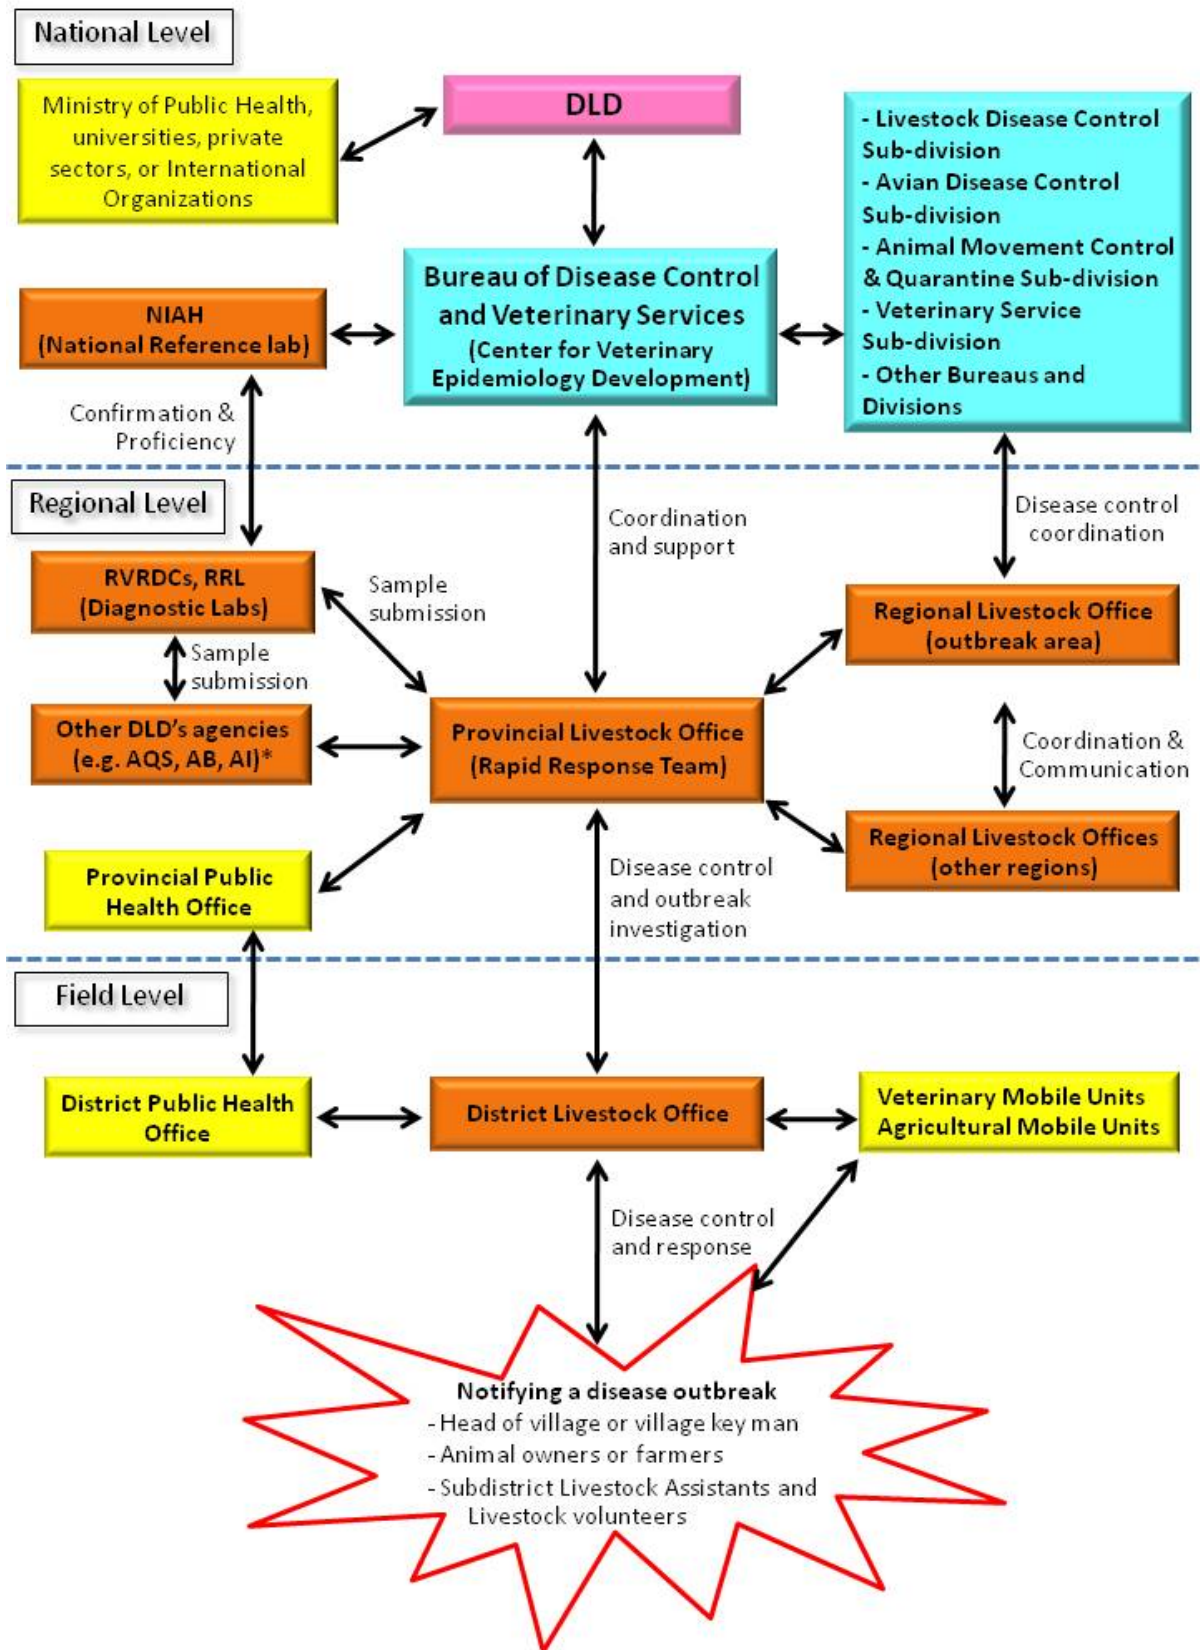 National Level
Ministry of Public Health,
universities, private
sectors, or International
Organizations
DLD
- Livestock Disease Control
Sub-division
- Avian Disease Control
Sub-division
- Animal Movement Control
& Quarantine Sub-division
- Veterinary Service
Sub-division
- Other Bureaus and
Divisions
Bureau of Disease Control
and Veterinary Services
(Center for Veterinary
Epidemiology Development)
NIAH
(National Reference lab)
Confirmation &
Proficiency
Regional Level
Coordination
and support
Disease control
coordination
RVRDCs, RRL
(Diagnostic Labs)
Sample
submission
Regional Livestock Office
(outbreak area)
Sample
submission
Other DLD's agencies
(e.g. AQS, AB, AI)*
Provincial Livestock Office
(Rapid Response Team)
Coordination &
Communication
Regional Livestock Offices
(other regions)
Provincial Public
Health Office
Disease control
and outbreak
investigation
Field Level
District Public Health
Office
District Livestock Office
Veterinary Mobile Units
Agricultural Mobile Units
Disease control
and response
Notifying a disease outbreak
- Head of village or village key man
- Animal owners or farmers
- Subdistrict Livestock Assistants and
Livestock volunteers